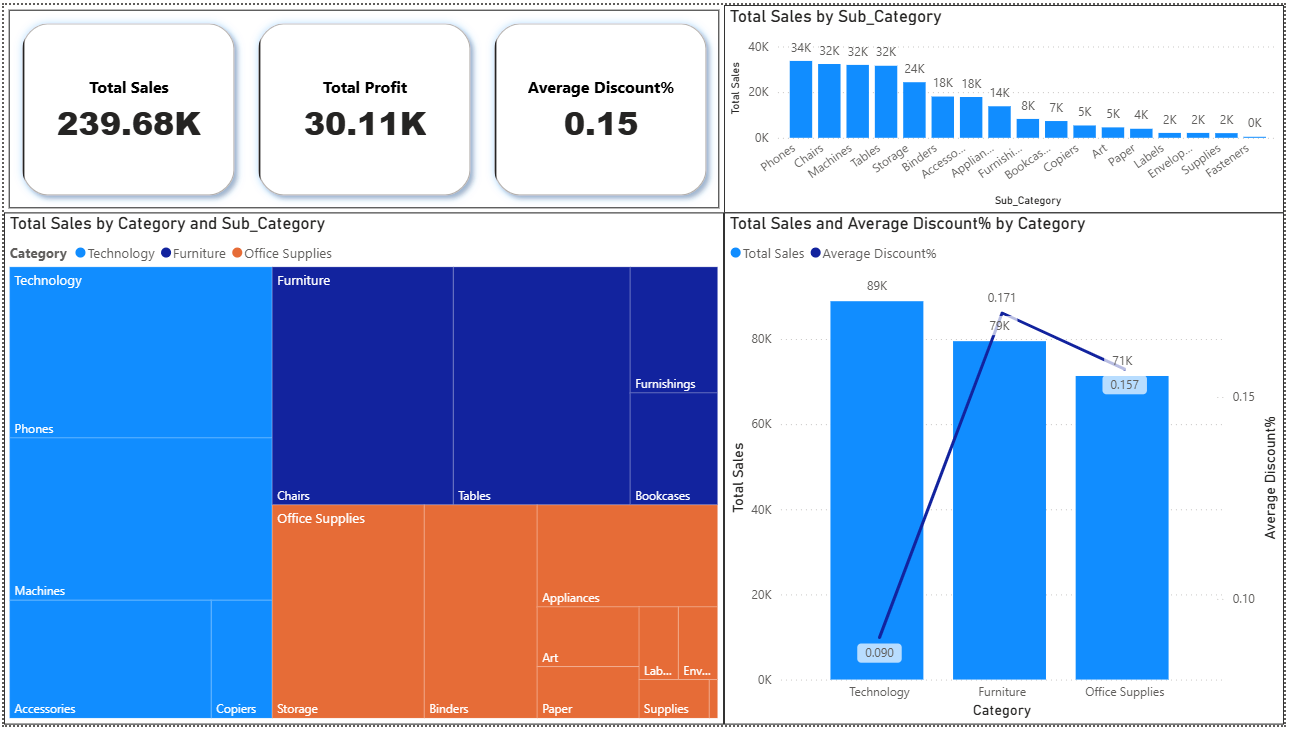 Total Sales
239.68K
Total Profit
30.11K
Average Discount%
0.15
Total Sales by Sub_Category
Total Sales
40K
20K
0K
34K
32K
32K
32K
24K
18K
18K
14K
8K
7K
5K
5K
4K
2K
2K
2K
0K
Phones
Chairs
Machines
Tables
Storage
Binders
Accesso...
Applian...
Furnishi...
Bookcas...
Copiers
Art
Paper
Labels
Envelop...
Supplies
Fasteners
Sub_Category
Total Sales by Category and Sub_Category
Category Technology Furniture Office Supplies
Technology
Phones
Machines
Accessories
Copiers
Furniture
Chairs
Tables
Furnishings
Bookcases
Office Supplies
Storage
Binders
Appliances
Art
Paper
Lab...
Env...
Supplies
Total Sales and Average Discount% by Category
Total Sales Average Discount%
Total Sales
80K
60K
40K
20K
0K
89K
79K
71K
0.090
0.171
0.157
0.15
0.10
Average Discount%
Technology
Furniture
Office Supplies
Category